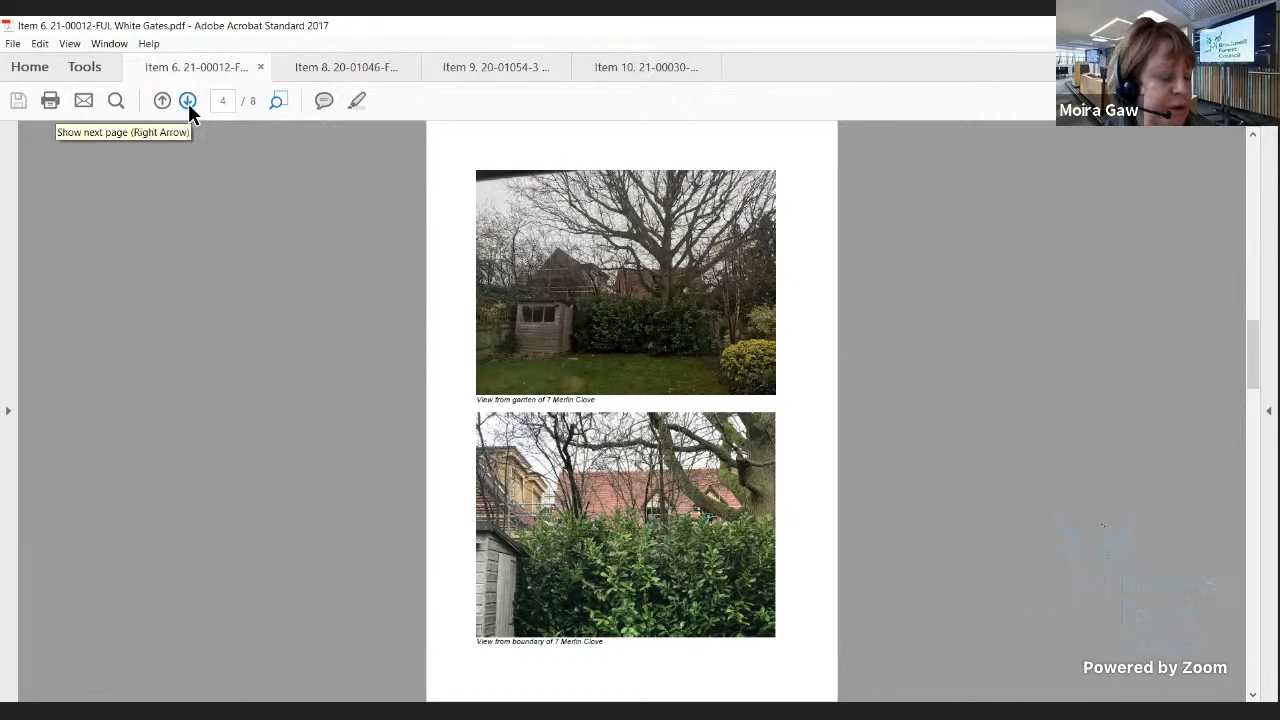 Item 6. 21-00012-FUL White Gates.pdf - Adobe Acrobat Standard 2017
File Edit View Window Help
Home Tools Item 6. 21-00012-F... × Item 8. 20-01046-F... Item 9. 20-01054-... Item 10. 21-00030-...
4 / 8
Show next page (Right Arrow)
Bracknell
Forest
Council
Moira Gaw
View from garden of 7 Merlin Clove
View from boundary of 7 Merlin Clove
Powered by Zoom